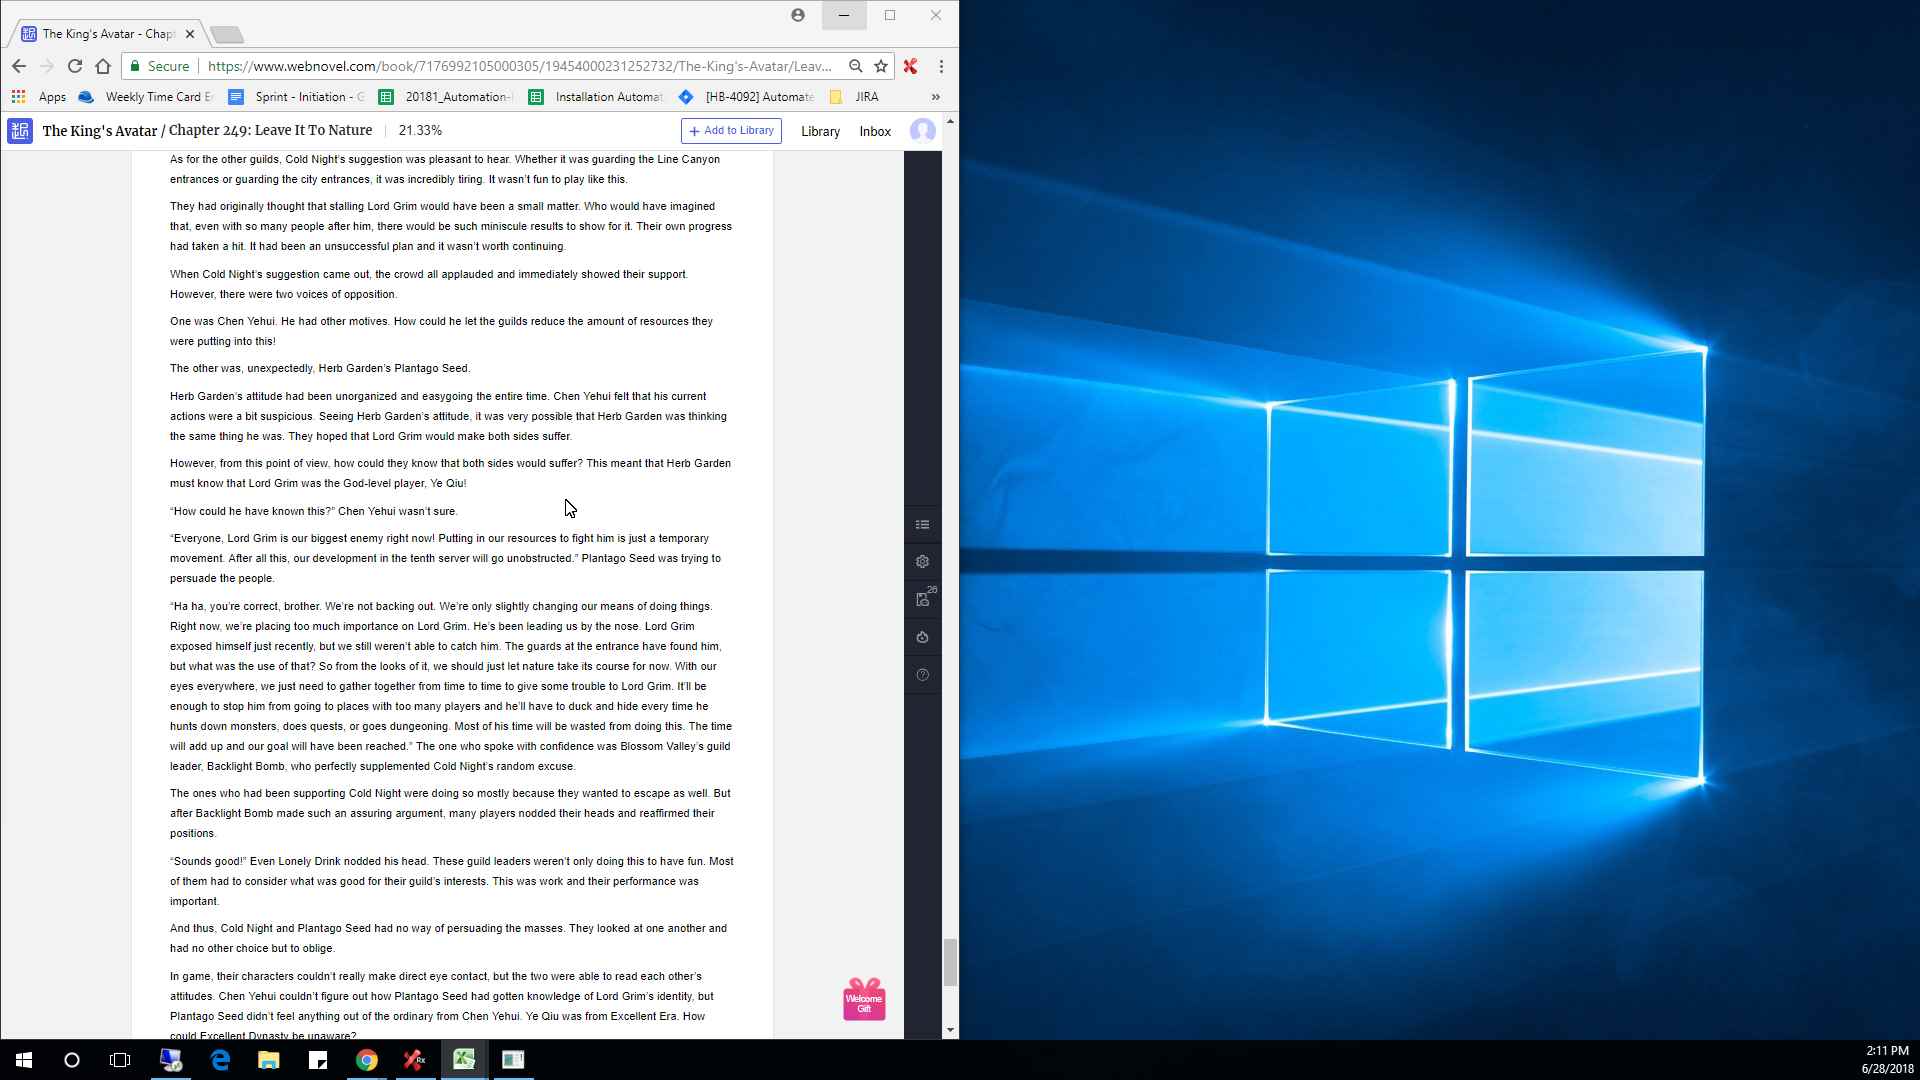 The King's Avatar - Chap
Secure
https://www.webnovel.com/book/7176992105000305/19454000231252732/The-King's-Avatar/Leav...
Apps
Weekly Time Card E
Sprint - Initiation - G
20181_Automation-
Installation Automat
[HB-4092] Automate
JIRA
»
The King's Avatar / Chapter 249: Leave It To Nature
21.33%
+ Add to Library
Library
Inbox
As for the other guilds, Cold Night's suggestion was pleasant to hear. Whether it was guarding the Line Canyon
entrances or guarding the city entrances, it was incredibly tiring. It wasn't fun to play like this.
They had originally thought that stalling Lord Grim would have been a small matter. Who would have imagined
that, even with so many people after him, there would be such miniscule results to show for it. Their own progress
had taken a hit. It had been an unsuccessful plan and it wasn't worth continuing.
When Cold Night's suggestion came out, the crowd all applauded and immediately showed their support.
However, there were two voices of opposition.
One was Chen Yehui. He had other motives. How could he let the guilds reduce the amount of resources they
were putting into this!
The other was, unexpectedly, Herb Garden's Plantago Seed.
Herb Garden's attitude had been unorganized and easygoing the entire time. Chen Yehui felt that his current
actions were a bit suspicious. Seeing Herb Garden's attitude, it was very possible that Herb Garden was thinking
the same thing he was. They hoped that Lord Grim would make both sides suffer.
However, from this point of view, how could they know that both sides would suffer? This meant that Herb Garden
must know that Lord Grim was the God-level player, Ye Qiu!
“How could he have known this?” Chen Yehui wasn't sure.
“Everyone, Lord Grim is our biggest enemy right now! Putting in our resources to fight him is just a temporary
movement. After all this, our development in the tenth server will go unobstructed.” Plantago Seed was trying to
persuade the people.
“Ha ha, you're correct, brother. We're not backing out. We're only slightly changing our means of doing things.
Right now, we're placing too much importance on Lord Grim. He's been leading us by the nose. Lord Grim
exposed himself just recently, but we still weren't able to catch him. The guards at the entrance have found him,
but what was the use of that? So from the looks of it, we should just let nature take its course for now. With our
eyes everywhere, we just need to gather together from time to time to give some trouble to Lord Grim. It'll be
enough to stop him from going to places with too many players and he'll have to duck and hide every time he
hunts down monsters, does quests, or goes dungeoning. Most of his time will be wasted from doing this. The time
will add up and our goal will have been reached.” The one who spoke with confidence was Blossom Valley's guild
leader, Backlight Bomb, who perfectly supplemented Cold Night's random excuse.
The ones who had been supporting Cold Night were doing so mostly because they wanted to escape as well. But
after Backlight Bomb made such an assuring argument, many players nodded their heads and reaffirmed their
positions.
“Sounds good!” Even Lonely Drink nodded his head. These guild leaders weren't only doing this to have fun. Most
of them had to consider what was good for their guild's interests. This was work and their performance was
important.
And thus, Cold Night and Plantago Seed had no way of persuading the masses. They looked at one another and
had no other choice but to oblige.
In game, their characters couldn't really make direct eye contact, but the two were able to read each other's
attitudes. Chen Yehui couldn't figure out how Plantago Seed had gotten knowledge of Lord Grim's identity, but
Plantago Seed didn't feel anything out of the ordinary from Chen Yehui. Ye Qiu was from Excellent Era. How
could Excellent Dynasty be unaware?
26
Welcome
Gift
Rx
2:11 PM
6/28/2018